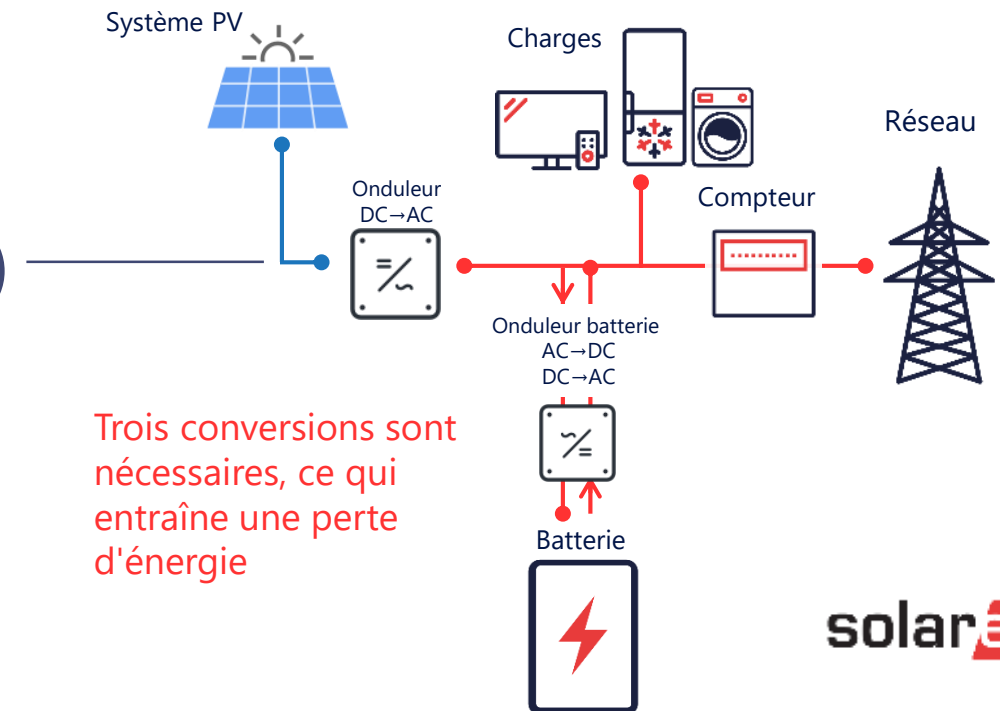 Système PV
Charges
Réseau
Onduleur
DC→AC
Compteur
Onduleur batterie
AC→DC
DC→AC
Trois conversions sont
nécessaires, ce qui
entraîne une perte
d'énergie
Batterie
solar